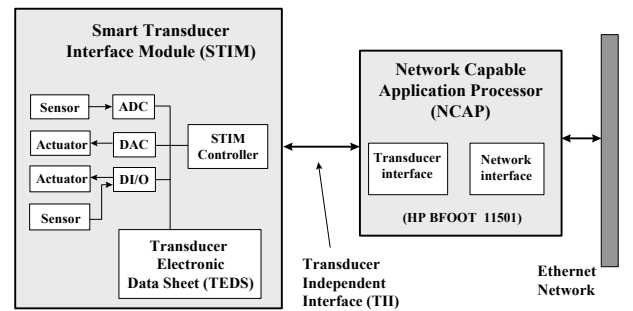 Smart Transducer
Interface Module (STIM)
Sensor
ADC
Actuator
DAC
Actuator
DI/O
Sensor
STIM
Controller
Transducer
Electronic
Data Sheet (TEDS)
Transducer
Independent
Interface (TII)
Network Capable
Application Processor
(NCAP)
Transducer
interface
Network
interface
(HP BFOOT 11501)
Ethernet
Network